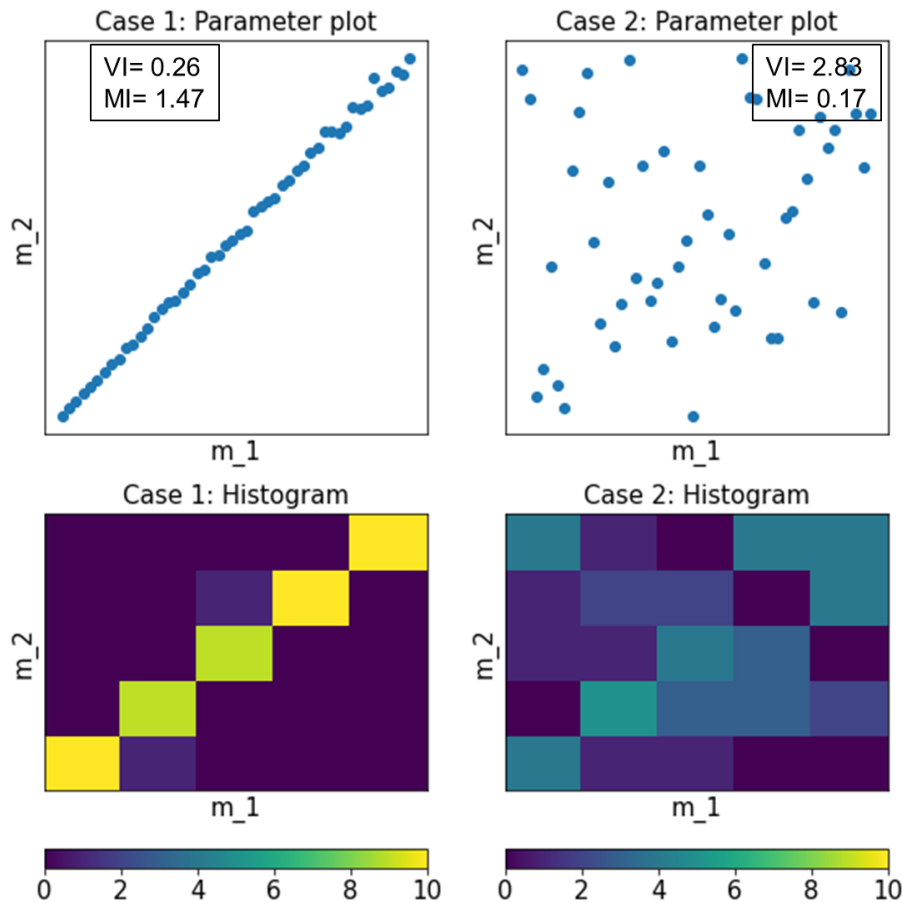 Case 1: Parameter plot
Case 2: Parameter plot
VI= 0.26
MI= 1.47
VI= 2.83
MI= 0.17
m_2
m_2
m_1
m_1
Case 1: Histogram
Case 2: Histogram
m_2
m_2
m_1
m_1
0 2 4 6 8 10
0 2 4 6 8 10